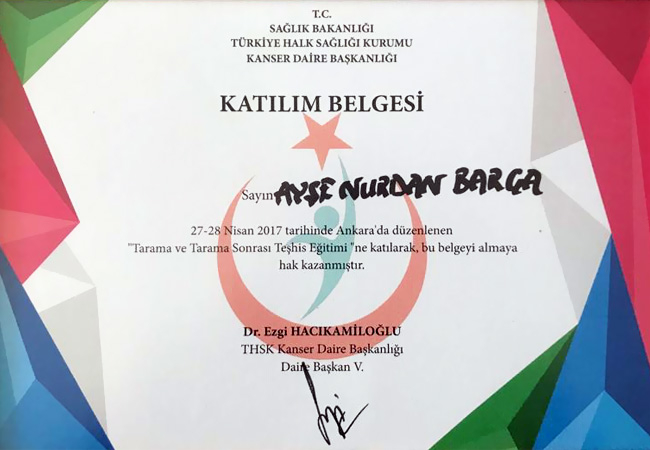 T.C.
SAĞLIK BAKANLIĞI
TÜRKİYE HALK SAĞLIĞI KURUMU
KANSER DAİRE BAŞKANLIĞI
KATILIM BELGESİ
Sayın AYŞE NURDAN BARGA
27-28 Nisan 2017 tarihinde Ankara'da düzenlenen
"Tarama ve Tarama Sonrası Teşhis Eğitimi "ne katılarak, bu belgeyi almaya
hak kazanmıştır.
Dr. Ezgi HACIKAMİLOĞLU
THSK Kanser Daire Başkanlığı
Daire Başkan V.